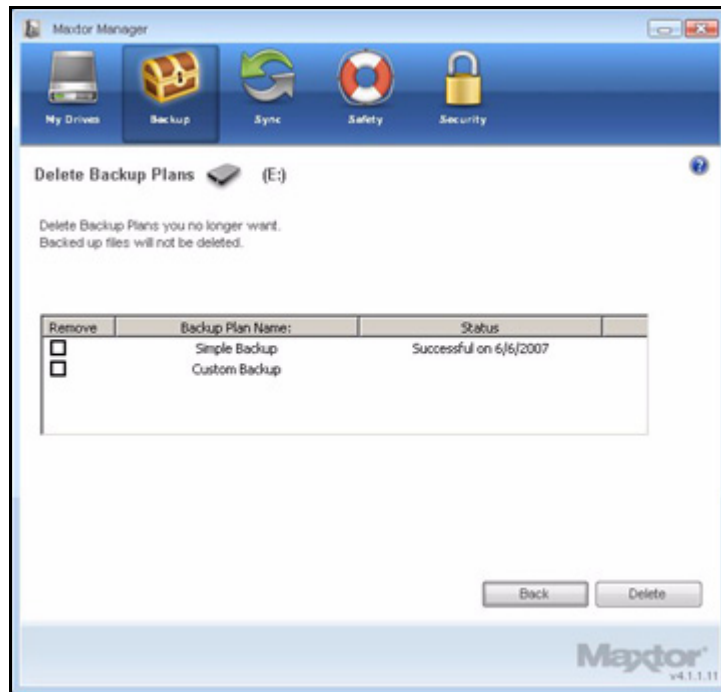 Maxtor Manager
My Drives Backup Sync Safety Security
Delete Backup Plans (E:)
Delete Backup Plans you no longer want.
Backed up files will not be deleted.
Remove Backup Plan Name: Status
Simple Backup Successful on 6/6/2007
Custom Backup
Back Delete
Maxtor
v4.1.1.11